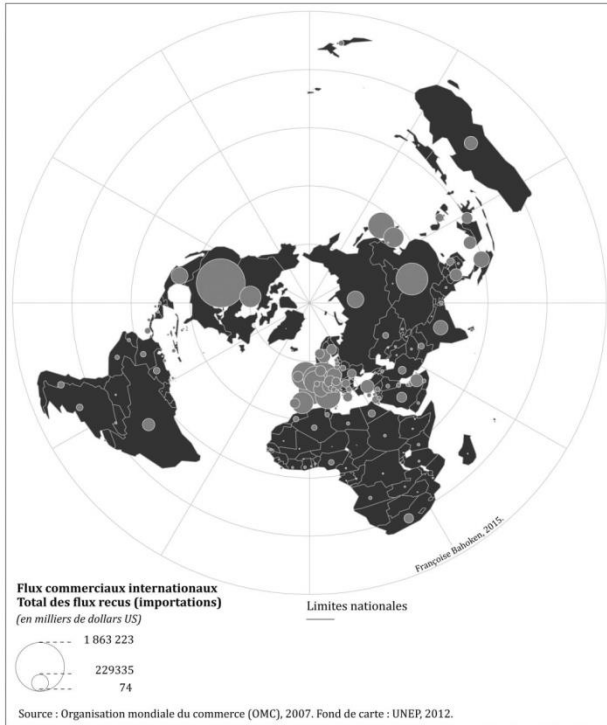 Françoise Bahoken, 2015.
Flux commerciaux internationaux
Total des flux recus (importations)
(en milliers de dollars US)
Limites nationales
1 863 223
229335
74
Source : Organisation mondiale du commerce (OMC), 2007. Fond de carte : UNEP, 2012.